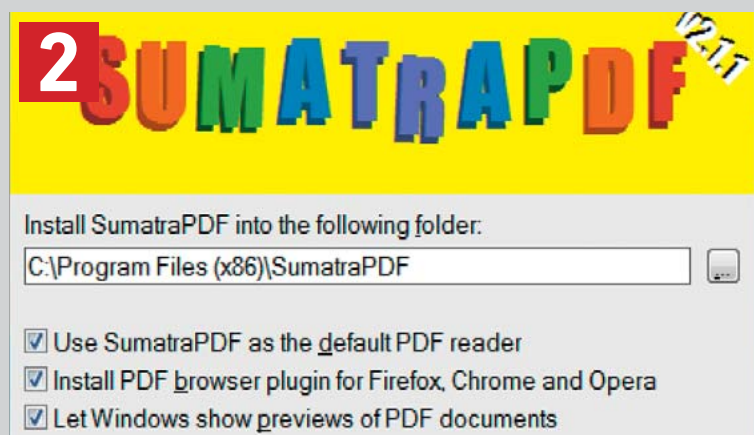 2
SUMATRAPDF
v2.1.1
Install SumatraPDF into the following folder:
C:\Program Files (x86)\SumatraPDF
...
Use SumatraPDF as the default PDF reader
Install PDF browser plugin for Firefox, Chrome and Opera
Let Windows show previews of PDF documents